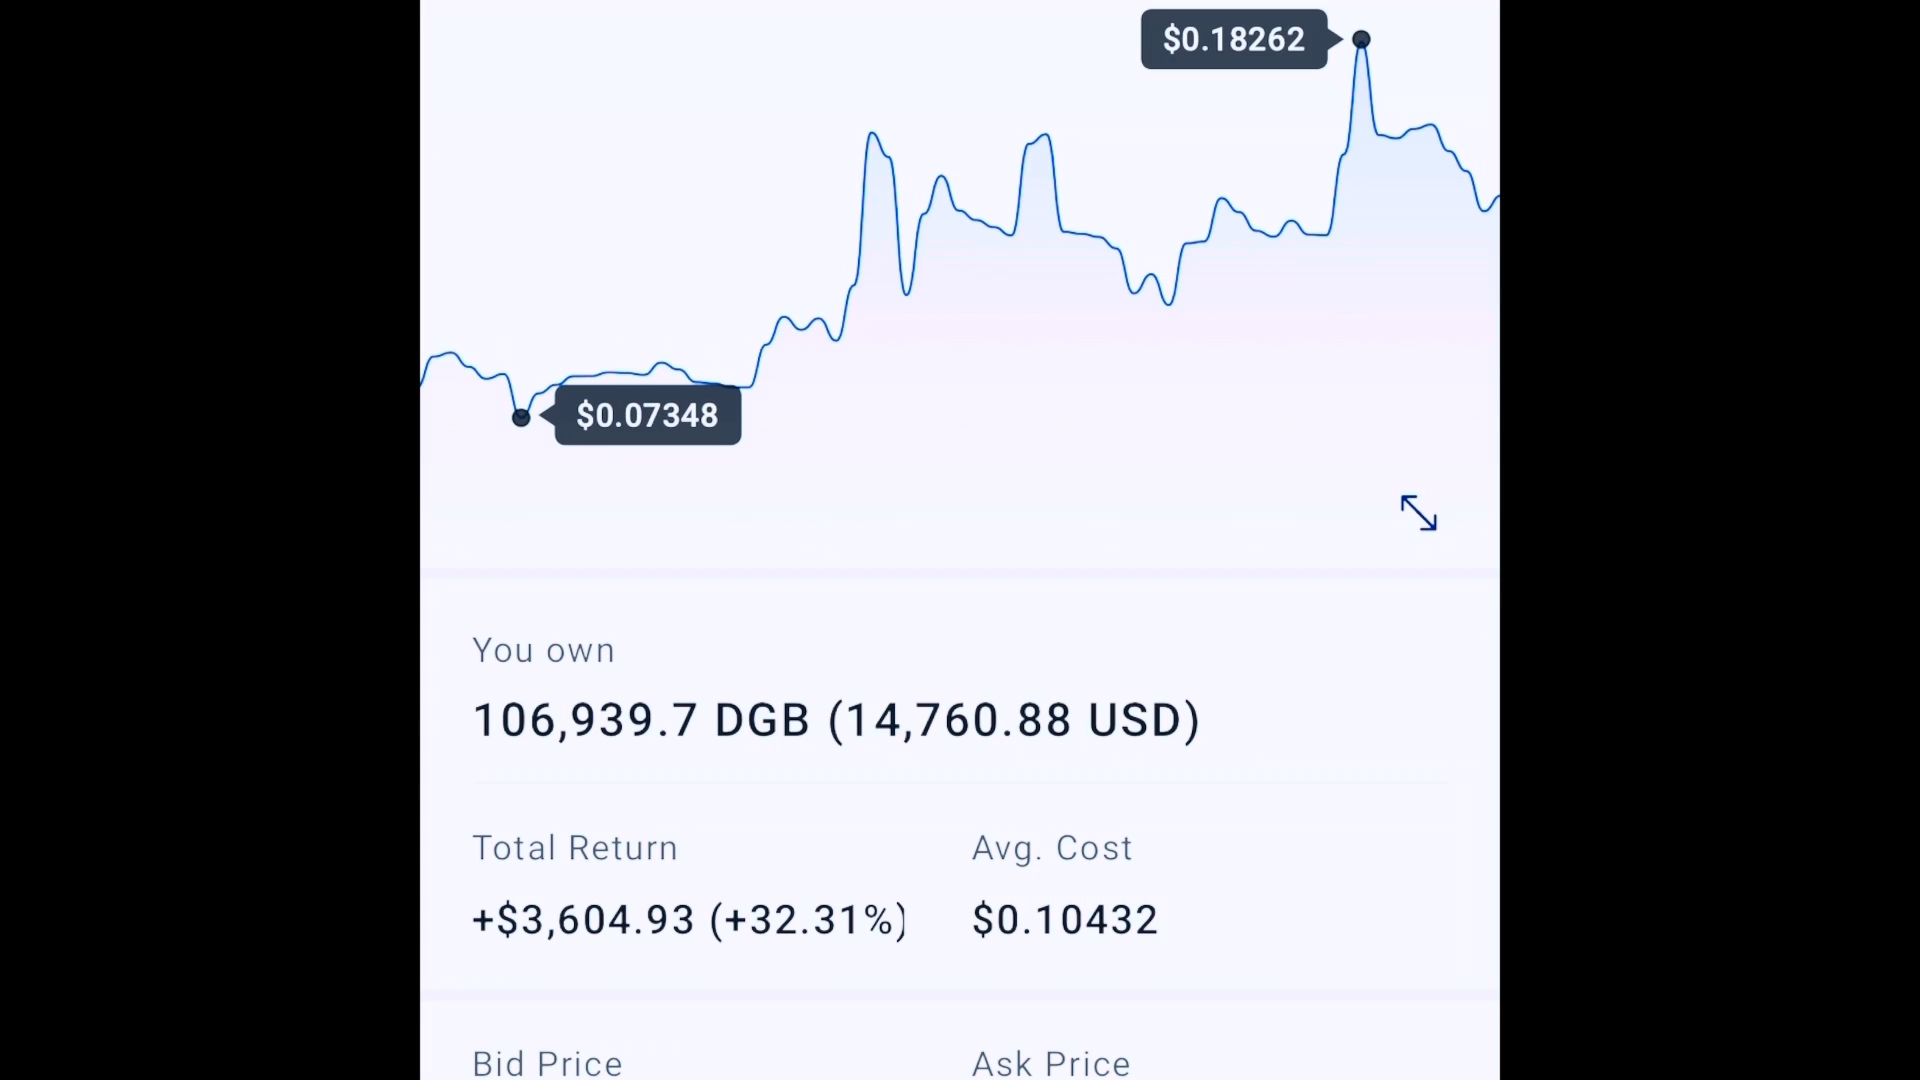 $0.18262
$0.07348
You own
106,939.7 DGB (14,760.88 USD)
Total Return
Avg. Cost
+$3,604.93 (+32.31%)
$0.10432
Bid Price
Ask Price